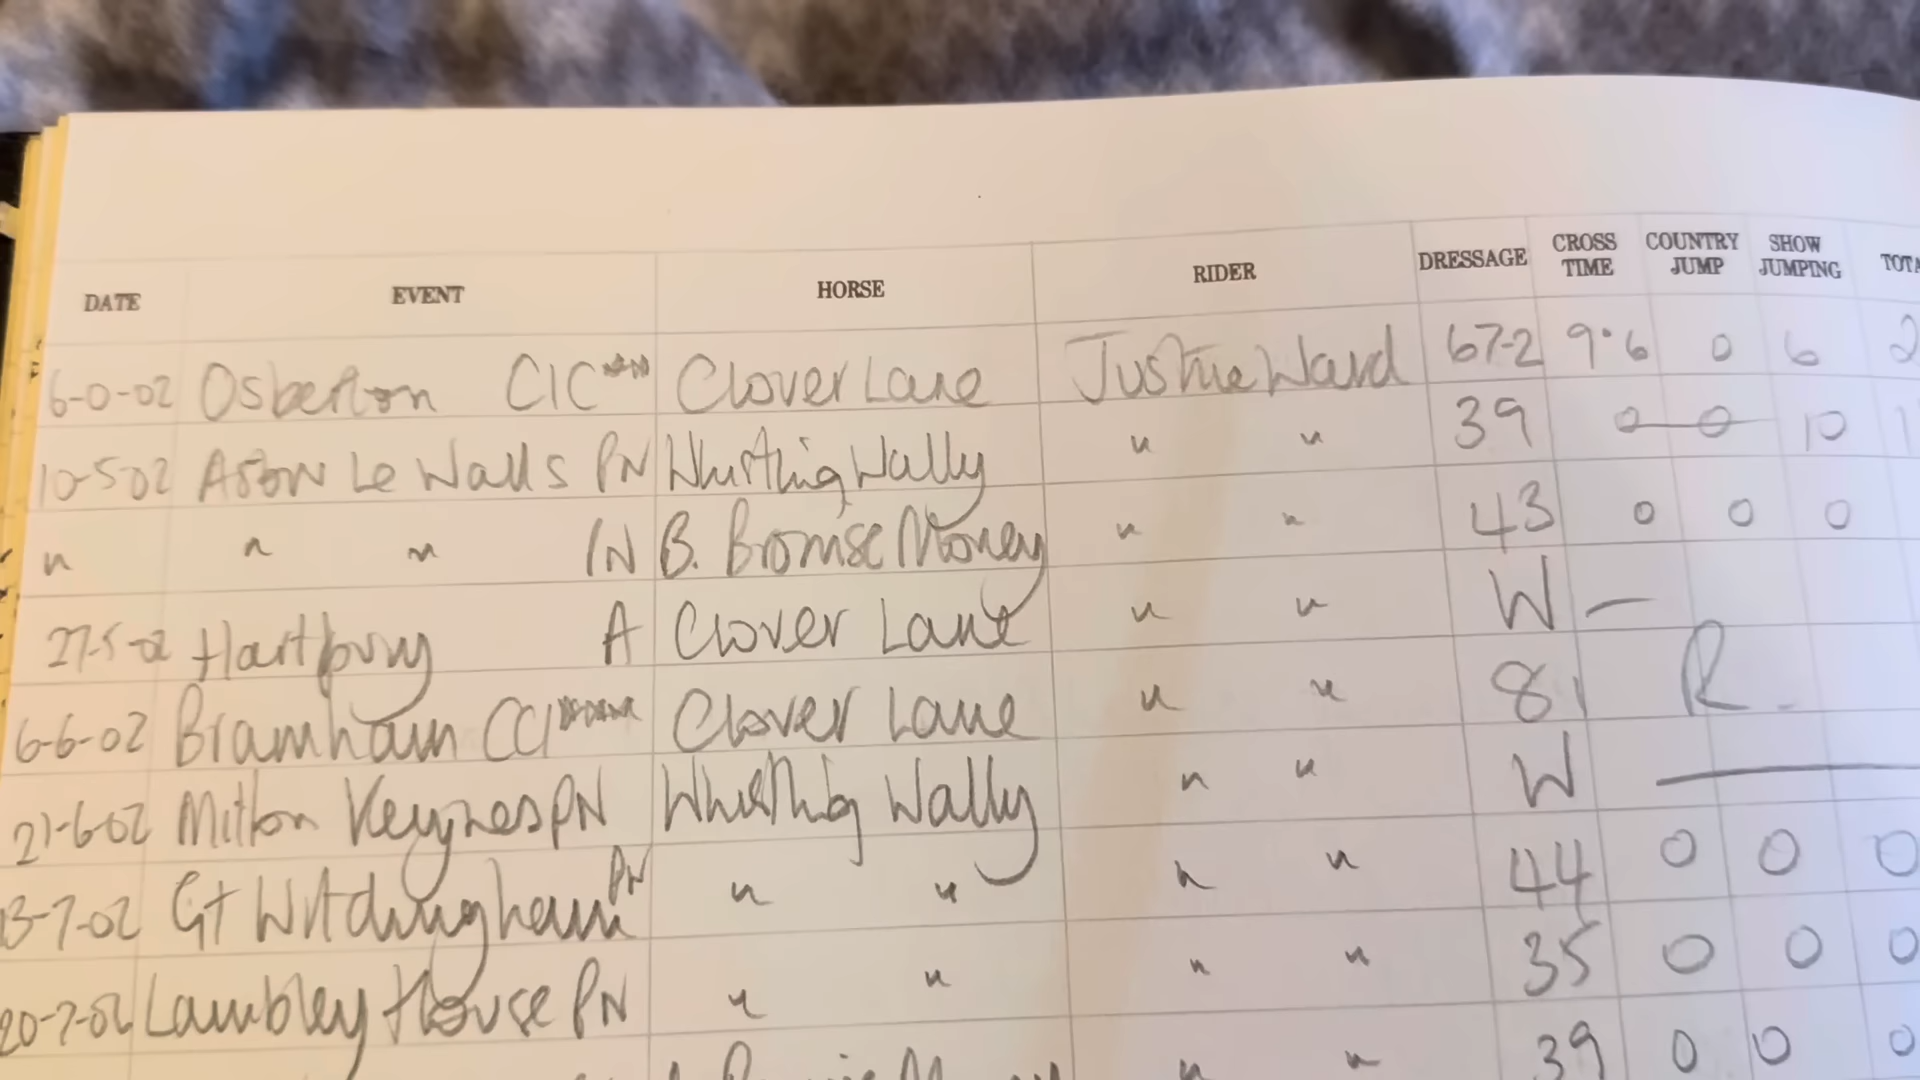 DATE EVENT HORSE RIDER DRESSAGE CROSS COUNTRY TIME JUMP SHOW JUMPING TOTA
6-0-02 Osberton CIC*** Clover Lane Justine Ward 67-2 9.6 0 6 2
10-5-02 Aston Le Walls PN Whistling Wally " " 39 0 0 10 1
" " " IN B. Bromise Money " " 43 0 0 0
27-5-02 Hartbury A Clover Lane " " W —
6-6-02 Bramham CCI Clover Lane " " 81 R.
21-6-02 Milton Keynes PN Whistling Wally " " W —
13-7-02 Gt Witchingham PN " " " " 44 0 0 0
20-7-02 Lambley House PN " " " " 35 0 0 0
" " 39 0 0 0